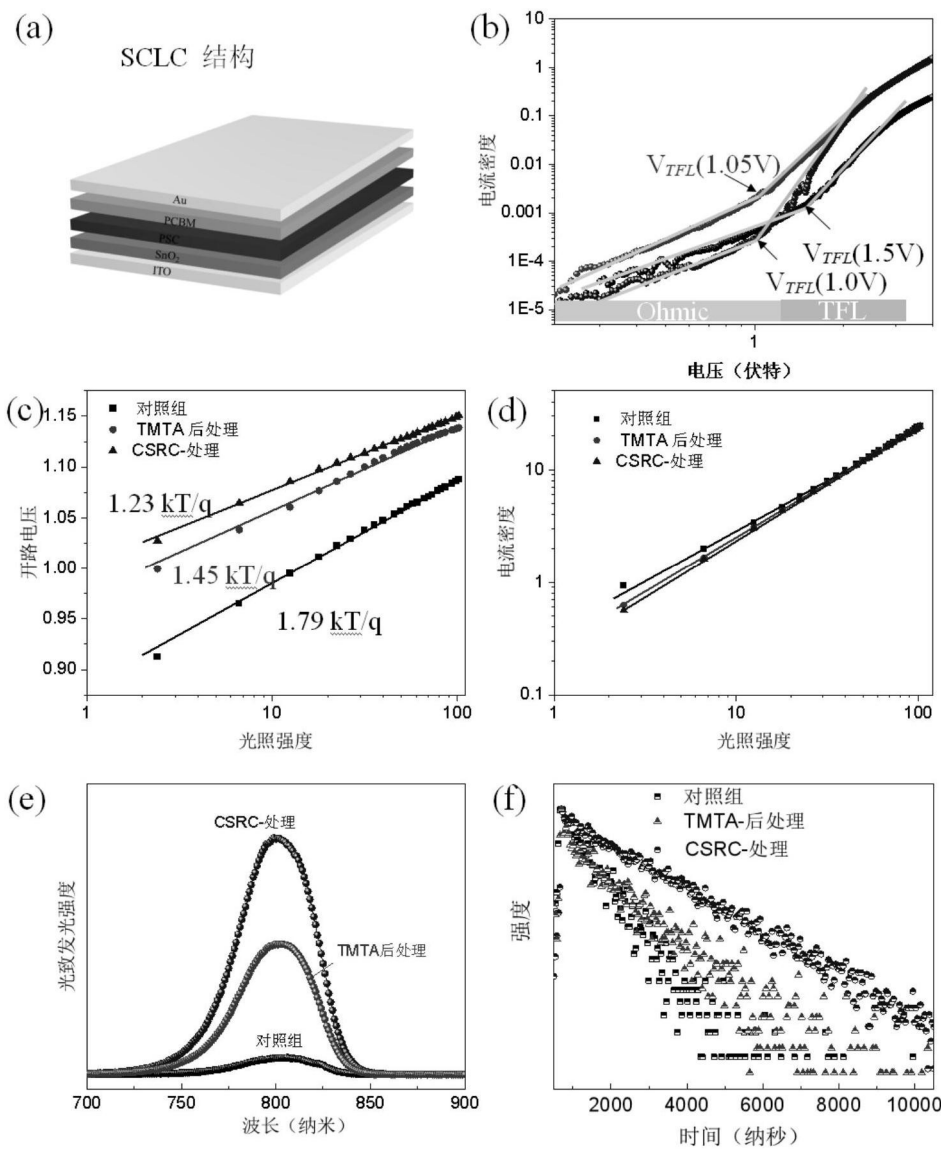 (a)
SCLC 结构
Au
PCBM
PSC
SnO2
ITO
(b)
电流密度
10
1
0.1
0.01
0.001
1E-4
1E-5
VTFL(1.05V)
VTFL(1.5V)
VTFL(1.0V)
Ohmic
TFL
1
电压（伏特）
(c)
开路电压
1.15
1.10
1.05
1.00
0.95
0.90
对照组
TMTA 后处理
CSRC-处理
1.23 kT/q
1.45 kT/q
1.79 kT/q
1
10
100
光照强度
(d)
电流密度
10
1
0.1
对照组
TMTA 后处理
CSRC-处理
1
10
100
光照强度
(e)
光致发光强度
CSRC-处理
TMTA后处理
对照组
700
750
800
850
900
波长（纳米）
(f)
强度
对照组
TMTA-后处理
CSRC-处理
2000
4000
6000
8000
10000
时间（纳秒）